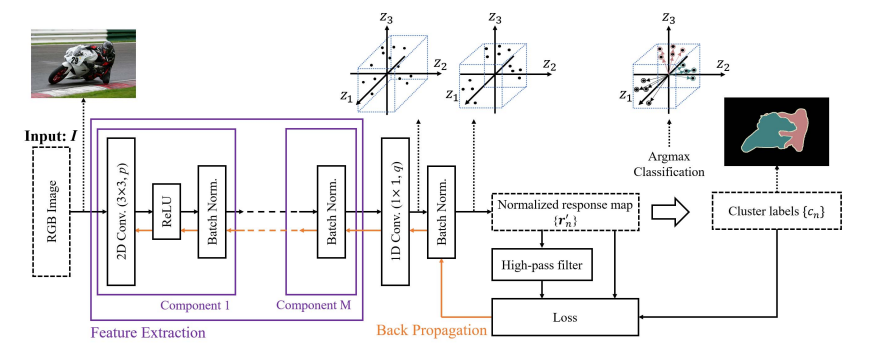 z₃
z₂
z₁
z₃
z₂
z₁
z₃
z₂
z₁
Input: I
RGB Image
2D Conv. (3×3, p)
ReLU
Batch Norm.
Component 1
Batch Norm.
Component M
Feature Extraction
1D Conv. (1×1, q)
Batch Norm.
Back Propagation
Normalized response map
{r′ₙ}
High-pass filter
Loss
Argmax
Classification
Cluster labels {cₙ}